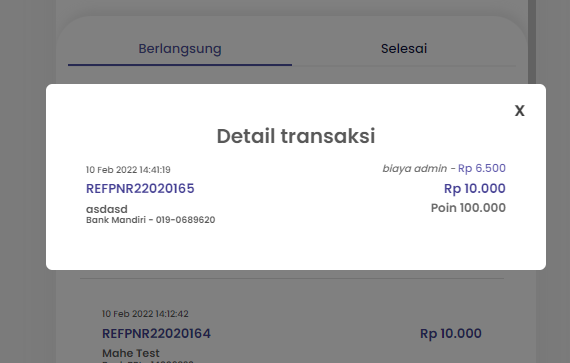 Berlangsung Selesai
X
Detail transaksi
10 Feb 2022 14:41:19
biaya admin - Rp 6.500
REFPNR22020165
Rp 10.000
asdasd
Poin 100.000
Bank Mandiri - 019-0689620
10 Feb 2022 14:12:42
REFPNR22020164
Rp 10.000
Mahe Test